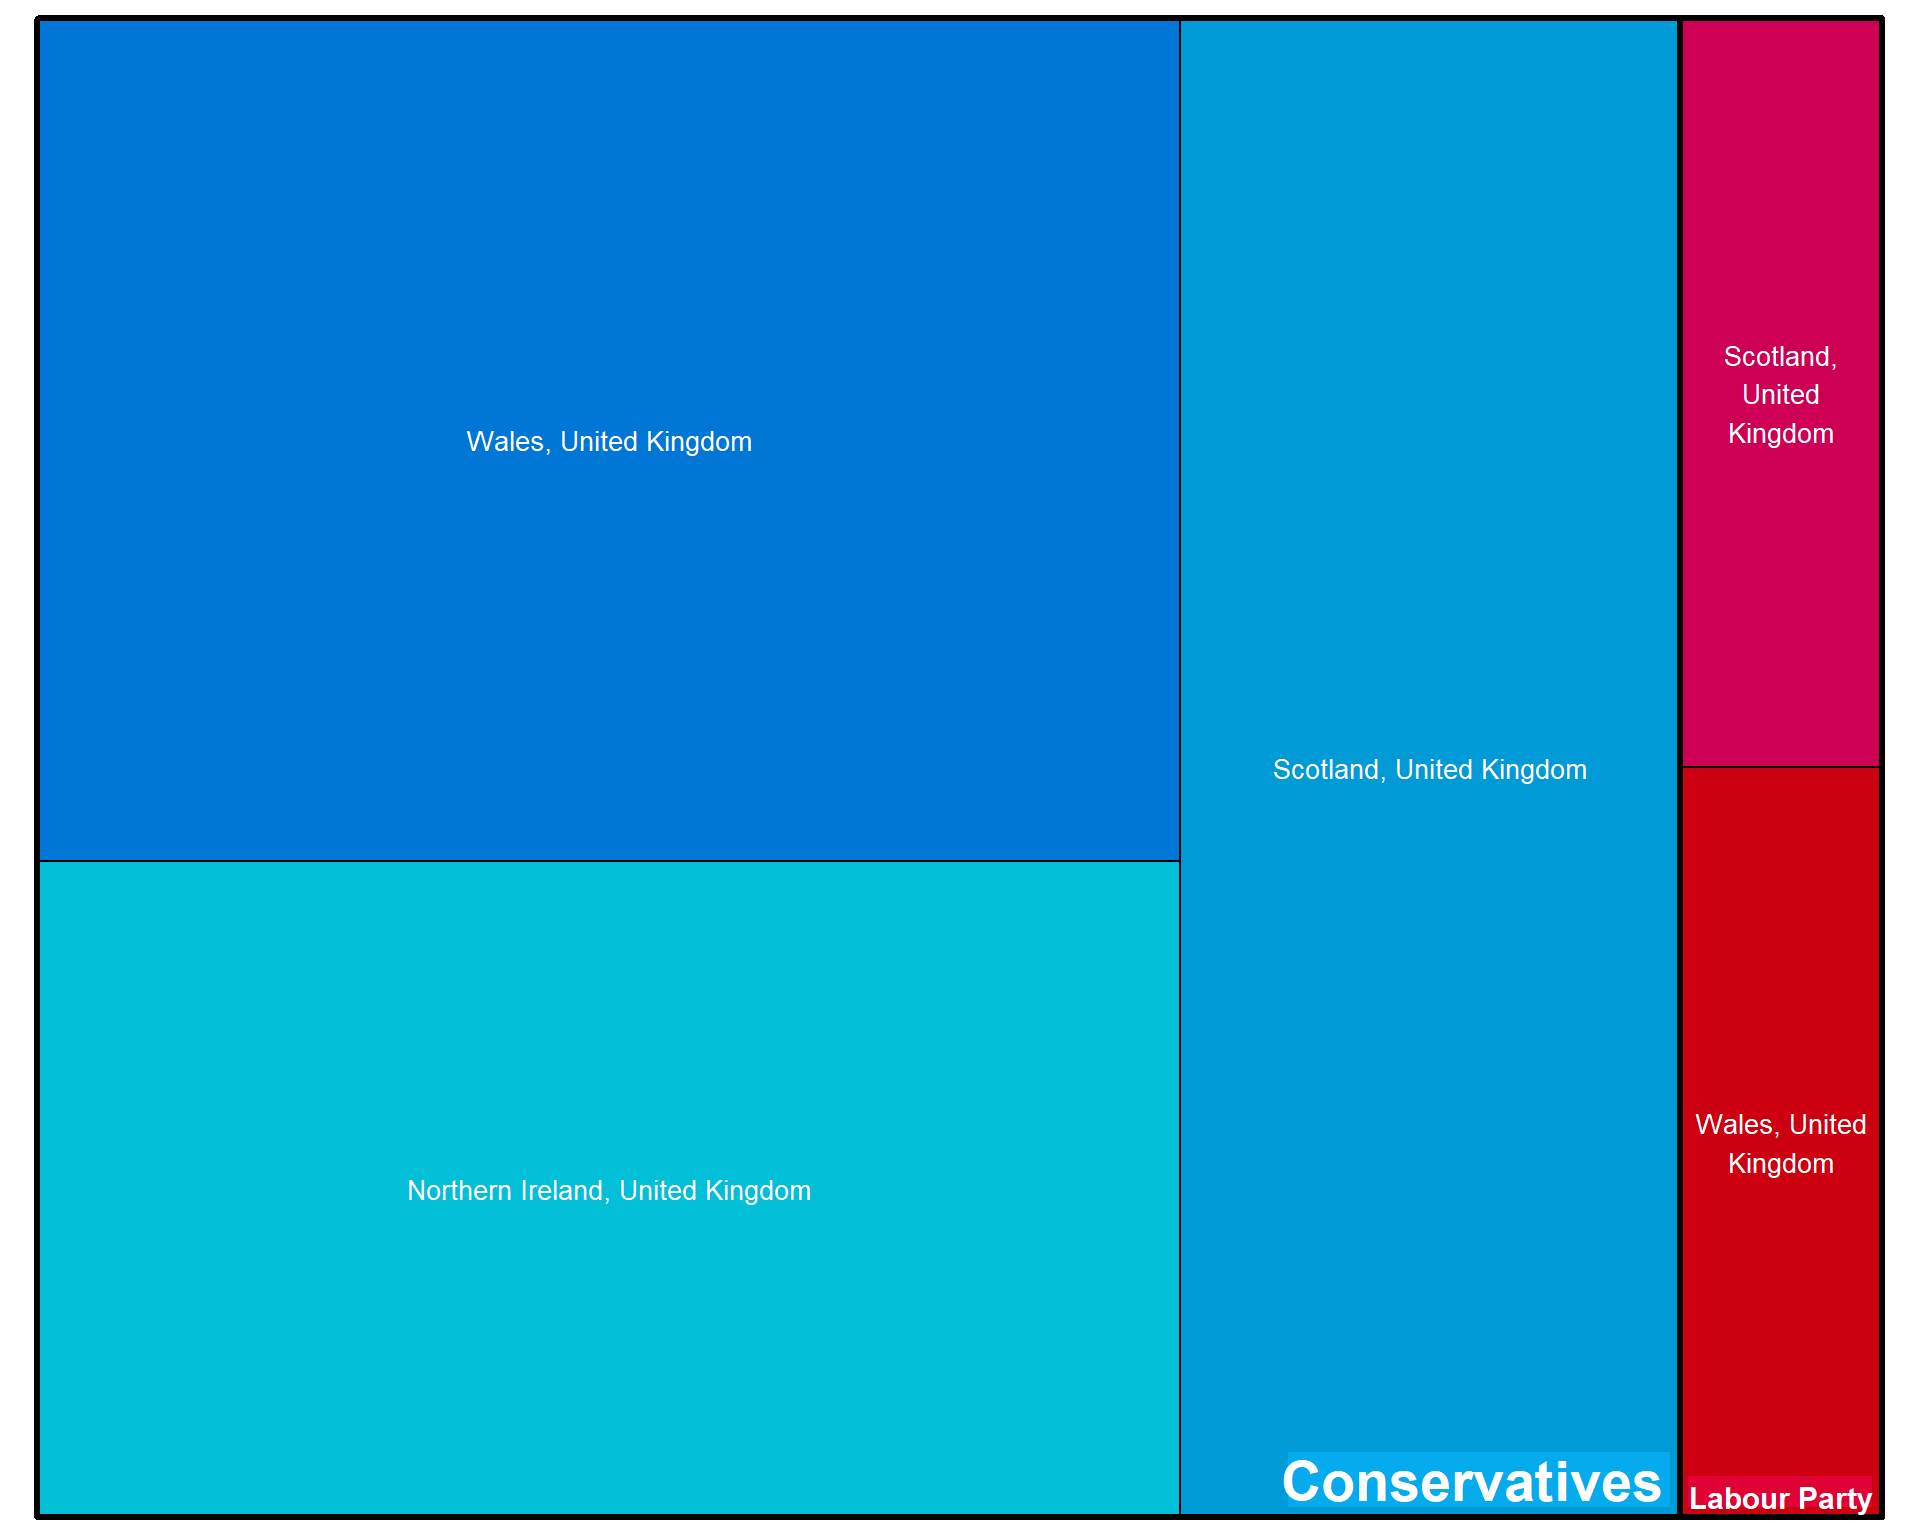 Wales, United Kingdom
Northern Ireland, United Kingdom
Scotland, United Kingdom
Conservatives
Scotland,
United
Kingdom
Wales, United
Kingdom
Labour Party